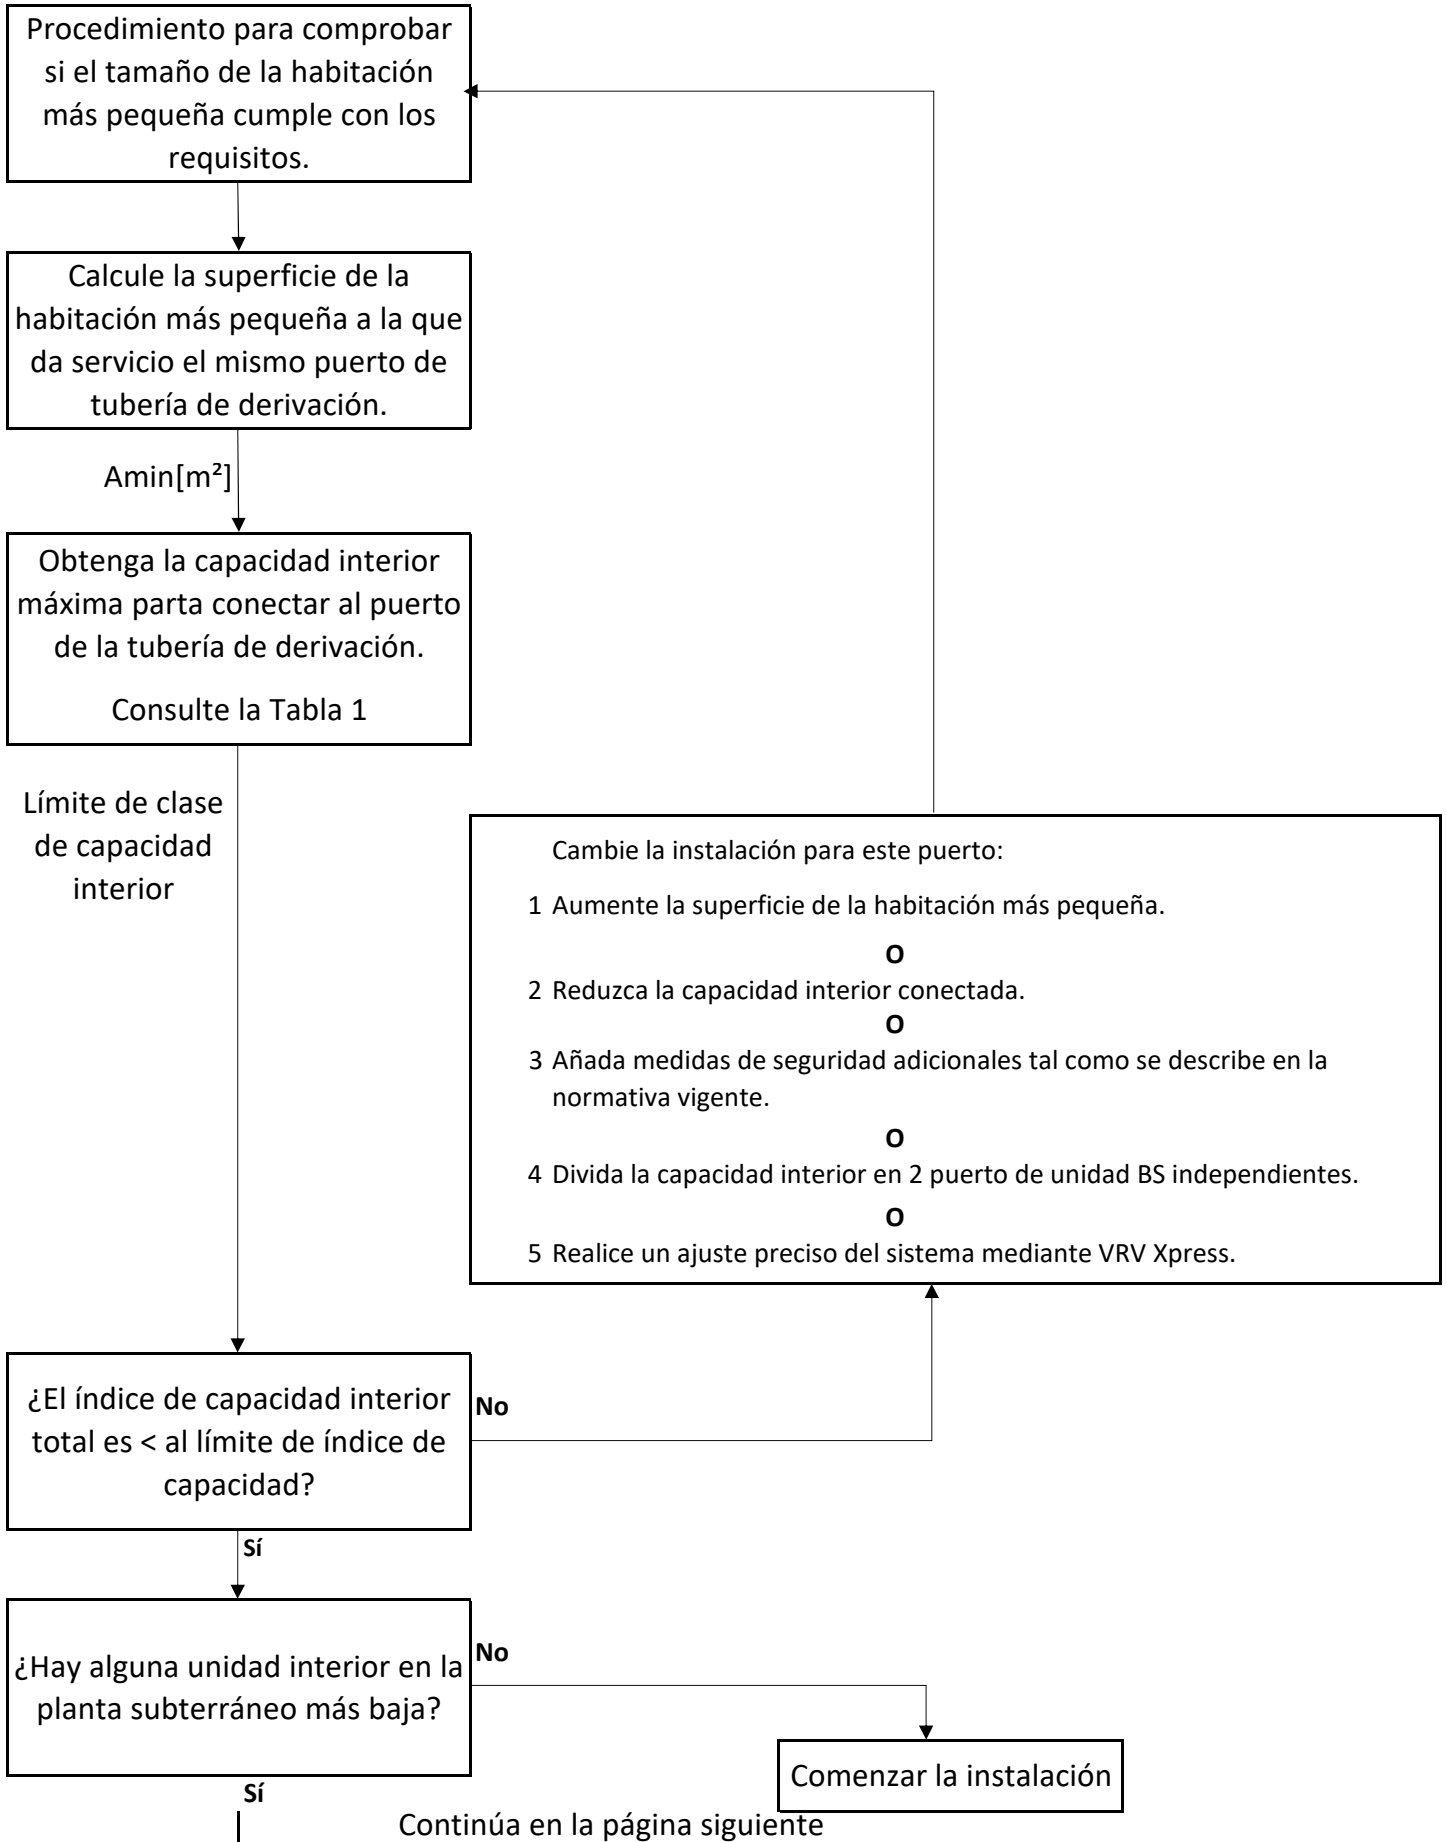 Procedimiento para comprobar
si el tamaño de la habitación
más pequeña cumple con los
requisitos.
Calcule la superficie de la
habitación más pequeña a la que
da servicio el mismo puerto de
tubería de derivación.
Amin[m²]
Obtenga la capacidad interior
máxima parta conectar al puerto
de la tubería de derivación.
Consulte la Tabla 1
Límite de clase
de capacidad
interior
Cambie la instalación para este puerto:
1 Aumente la superficie de la habitación más pequeña.
O
2 Reduzca la capacidad interior conectada.
O
3 Añada medidas de seguridad adicionales tal como se describe en la
normativa vigente.
O
4 Divida la capacidad interior en 2 puerto de unidad BS independientes.
O
5 Realice un ajuste preciso del sistema mediante VRV Xpress.
¿El índice de capacidad interior
total es < al límite de índice de
capacidad?
No
Sí
¿Hay alguna unidad interior en la
planta subterráneo más baja?
No
Comenzar la instalación
Sí
Continúa en la página siguiente